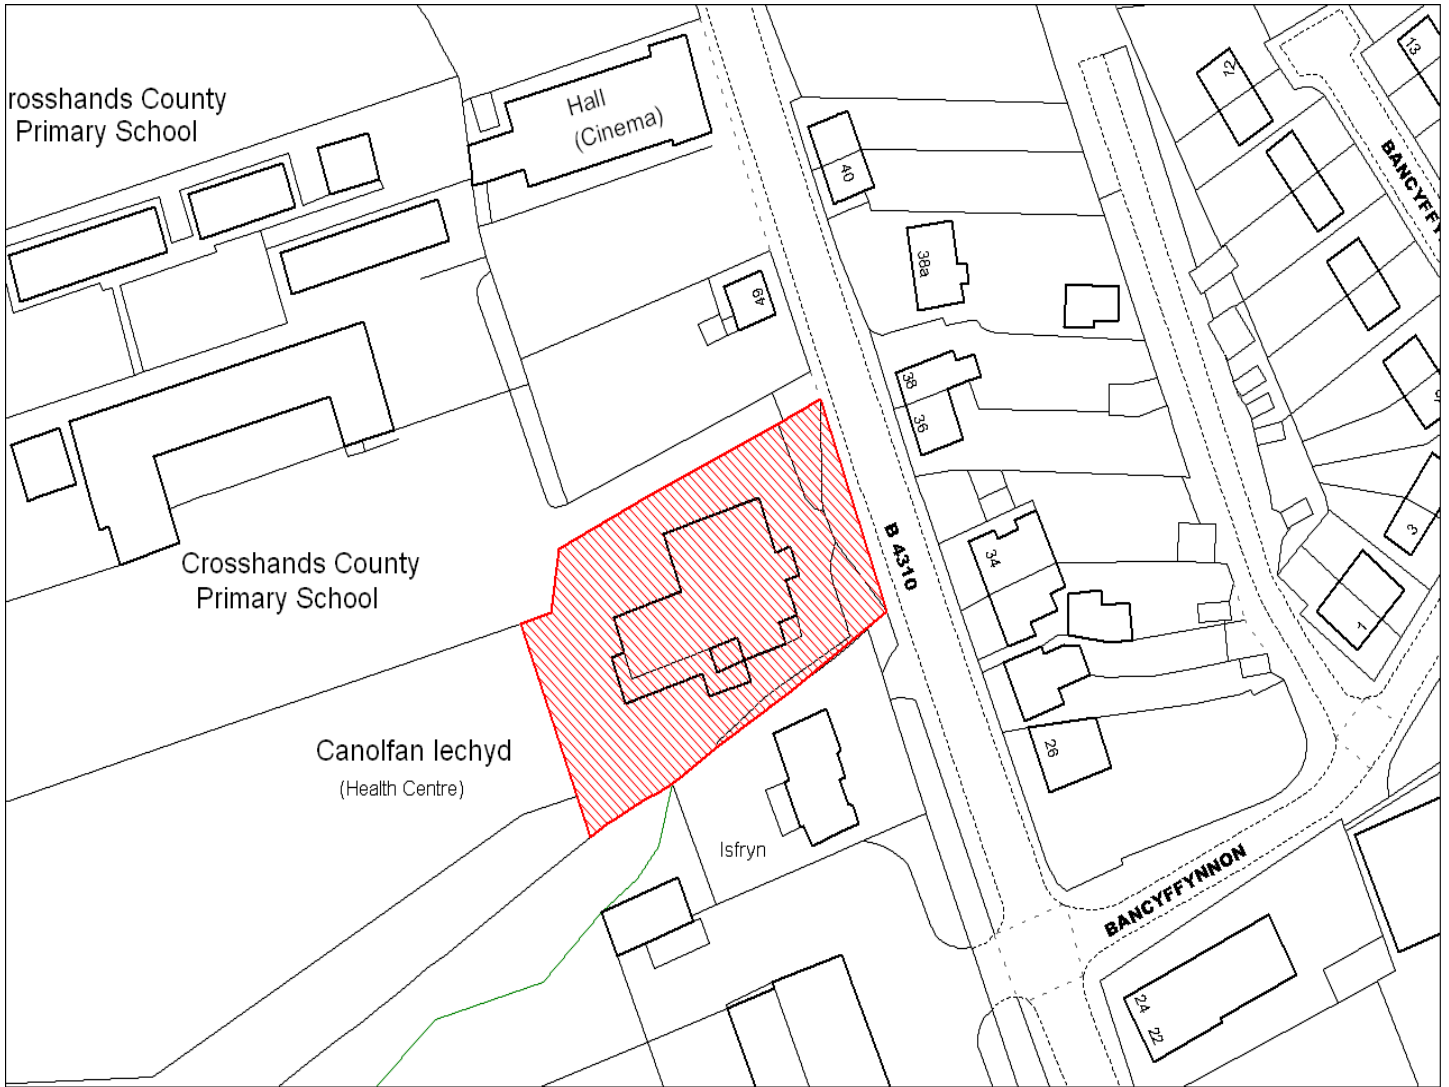 rosshands County
Primary School
Hall
(Cinema)
40
38a
49
38
36
72
13
BANCYFFY
3
1
B 4310
34
26
Crosshands County
Primary School
Canolfan Iechyd
(Health Centre)
Isfryn
BANCYFFYNNON
24
22